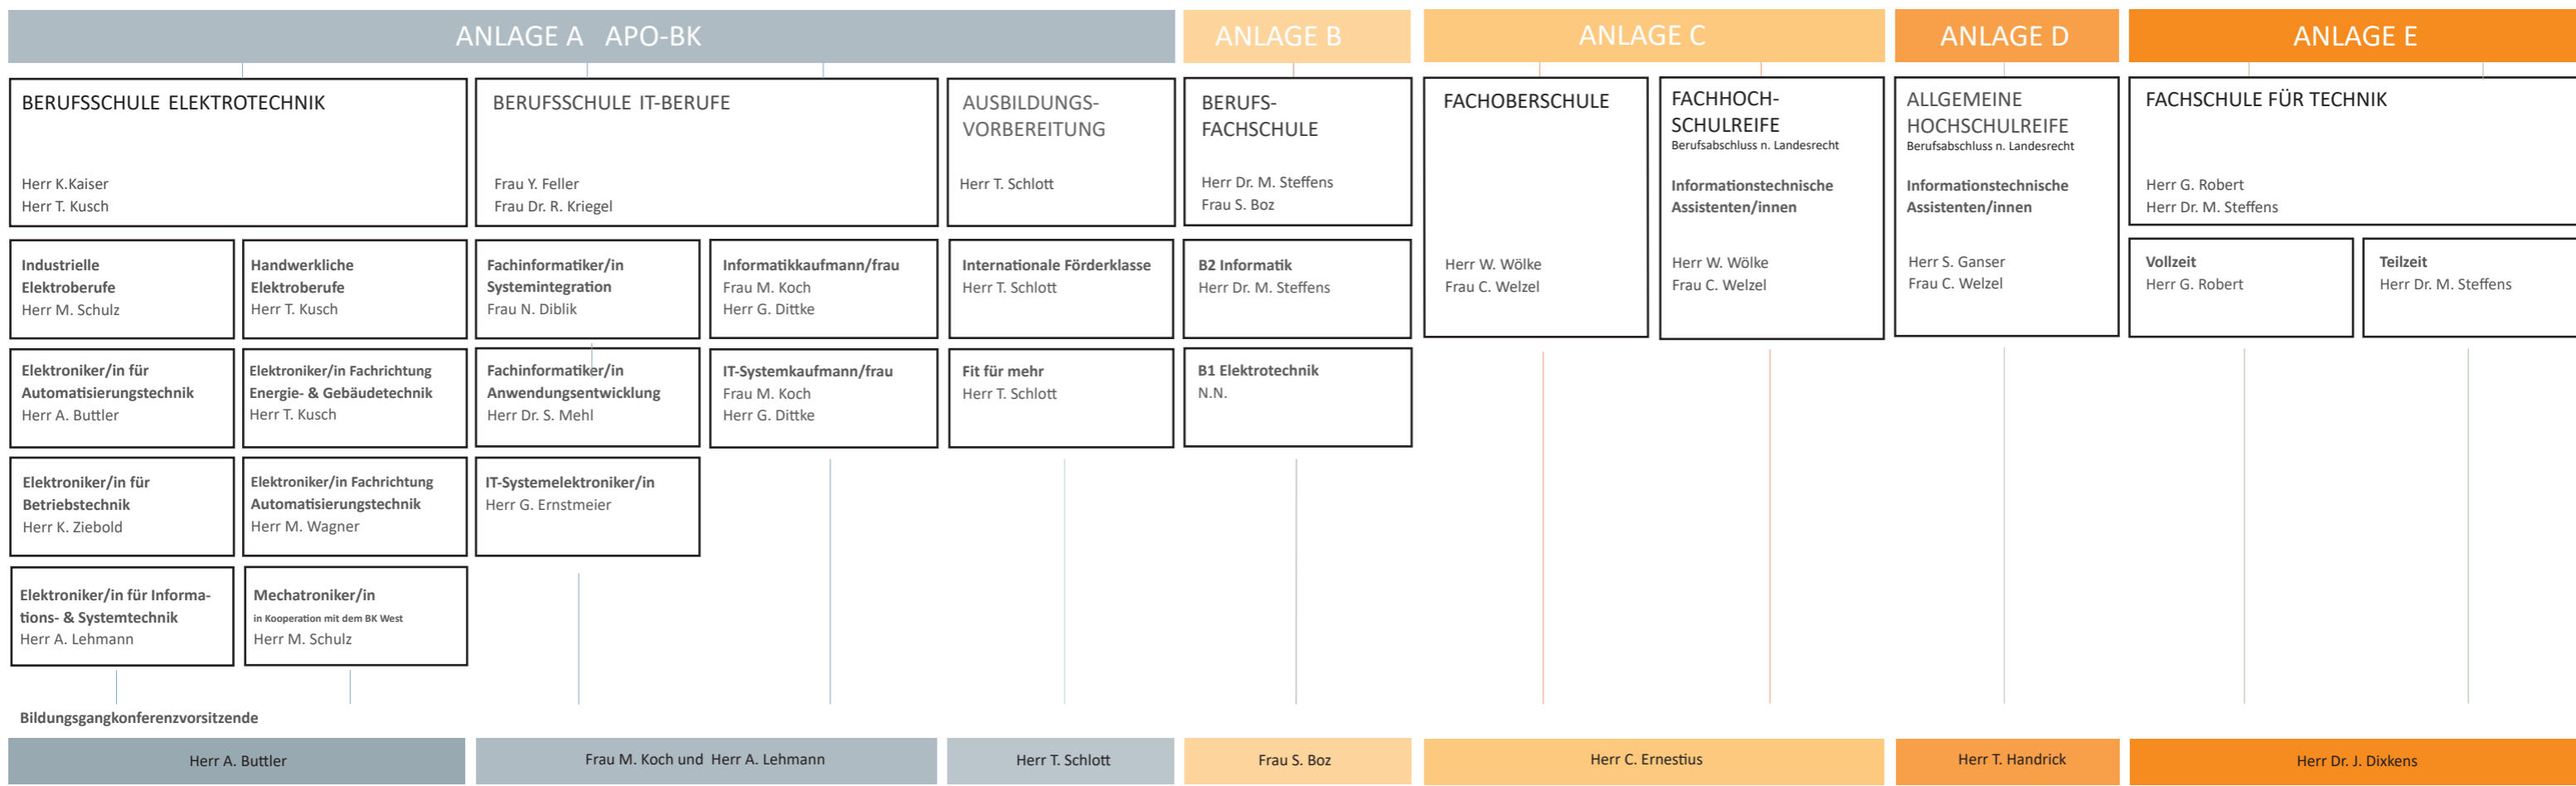 ANLAGE A APO-BK
ANLAGE B
ANLAGE C
ANLAGE D
ANLAGE E
BERUFSSCHULE ELEKTROTECHNIK
Herr K.Kaiser
Herr T. Kusch
BERUFSSCHULE IT-BERUFE
Frau Y. Feller
Frau Dr. R. Kriegel
AUSBILDUNGS-
VORBEREITUNG
Herr T. Schlott
BERUFS-
FACHSCHULE
Herr Dr. M. Steffens
Frau S. Boz
FACHOBERSCHULE
Herr W. Wölke
Frau C. Welzel
FACHHOCH-
SCHULREIFE
Berufsabschluss n. Landesrecht
Informationstechnische
Assistenten/innen
Herr W. Wölke
Frau C. Welzel
ALLGEMEINE
HOCHSCHULREIFE
Berufsabschluss n. Landesrecht
Informationstechnische
Assistenten/innen
Herr S. Ganser
Frau C. Welzel
FACHSCHULE FÜR TECHNIK
Herr G. Robert
Herr Dr. M. Steffens
Industrielle
Elektroberufe
Herr M. Schulz
Handwerkliche
Elektroberufe
Herr T. Kusch
Fachinformatiker/in
Systemintegration
Frau N. Diblik
Informatikkaufmann/frau
Frau M. Koch
Herr G. Dittke
Internationale Förderklasse
Herr T. Schlott
B2 Informatik
Herr Dr. M. Steffens
Vollzeit
Herr G. Robert
Teilzeit
Herr Dr. M. Steffens
Elektroniker/in für
Automatisierungstechnik
Herr A. Buttler
Elektroniker/in Fachrichtung
Energie- & Gebäudetechnik
Herr T. Kusch
Fachinformatiker/in
Anwendungsentwicklung
Herr Dr. S. Mehl
IT-Systemkaufmann/frau
Frau M. Koch
Herr G. Dittke
Fit für mehr
Herr T. Schlott
B1 Elektrotechnik
N.N.
Elektroniker/in für
Betriebstechnik
Herr K. Ziebold
Elektroniker/in Fachrichtung
Automatisierungstechnik
Herr M. Wagner
IT-Systemelektroniker/in
Herr G. Ernstmeier
Elektroniker/in für Informa-
tions- & Systemtechnik
Herr A. Lehmann
Mechatroniker/in
in Kooperation mit dem BK West
Herr M. Schulz
Bildungsgangkonferenzvorsitzende
Herr A. Buttler
Frau M. Koch und Herr A. Lehmann
Herr T. Schlott
Frau S. Boz
Herr C. Ernestius
Herr T. Handrick
Herr Dr. J. Dixkens